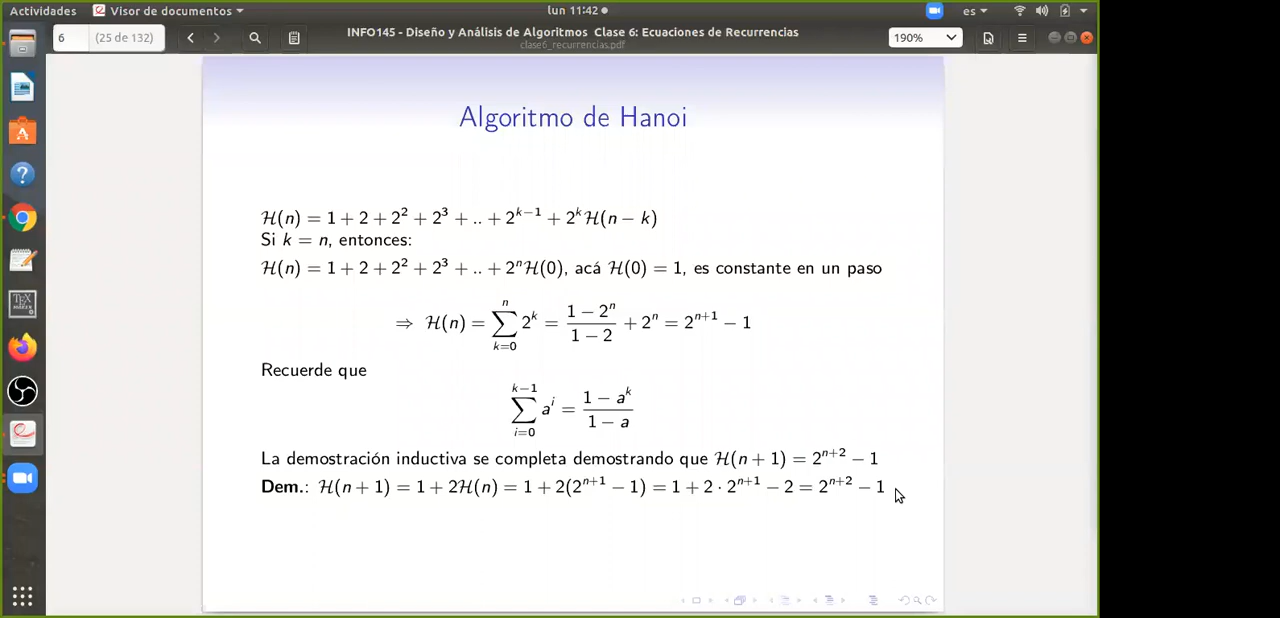 Actividades Visor de documentos lun 11:42 es
6 (25 de 132) INFO145 - Diseño y Análisis de Algoritmos Clase 6: Ecuaciones de Recurrencias 190%
clase6_recurrencias.pdf
Algoritmo de Hanoi
ℋ(n) = 1 + 2 + 2² + 2³ + .. + 2^{k−1} + 2^k ℋ(n − k)
Si k = n, entonces:
ℋ(n) = 1 + 2 + 2² + 2³ + .. + 2^n ℋ(0), acá ℋ(0) = 1, es constante en un paso
⇒ ℋ(n) = ∑_{k=0}^{n} 2^k = \frac{1 − 2^n}{1 − 2} + 2^n = 2^{n+1} − 1
Recuerde que
∑_{i=0}^{k−1} a^i = \frac{1 − a^k}{1 − a}
La demostración inductiva se completa demostrando que ℋ(n + 1) = 2^{n+2} − 1
Dem.: ℋ(n + 1) = 1 + 2ℋ(n) = 1 + 2(2^{n+1} − 1) = 1 + 2 · 2^{n+1} − 2 = 2^{n+2} − 1